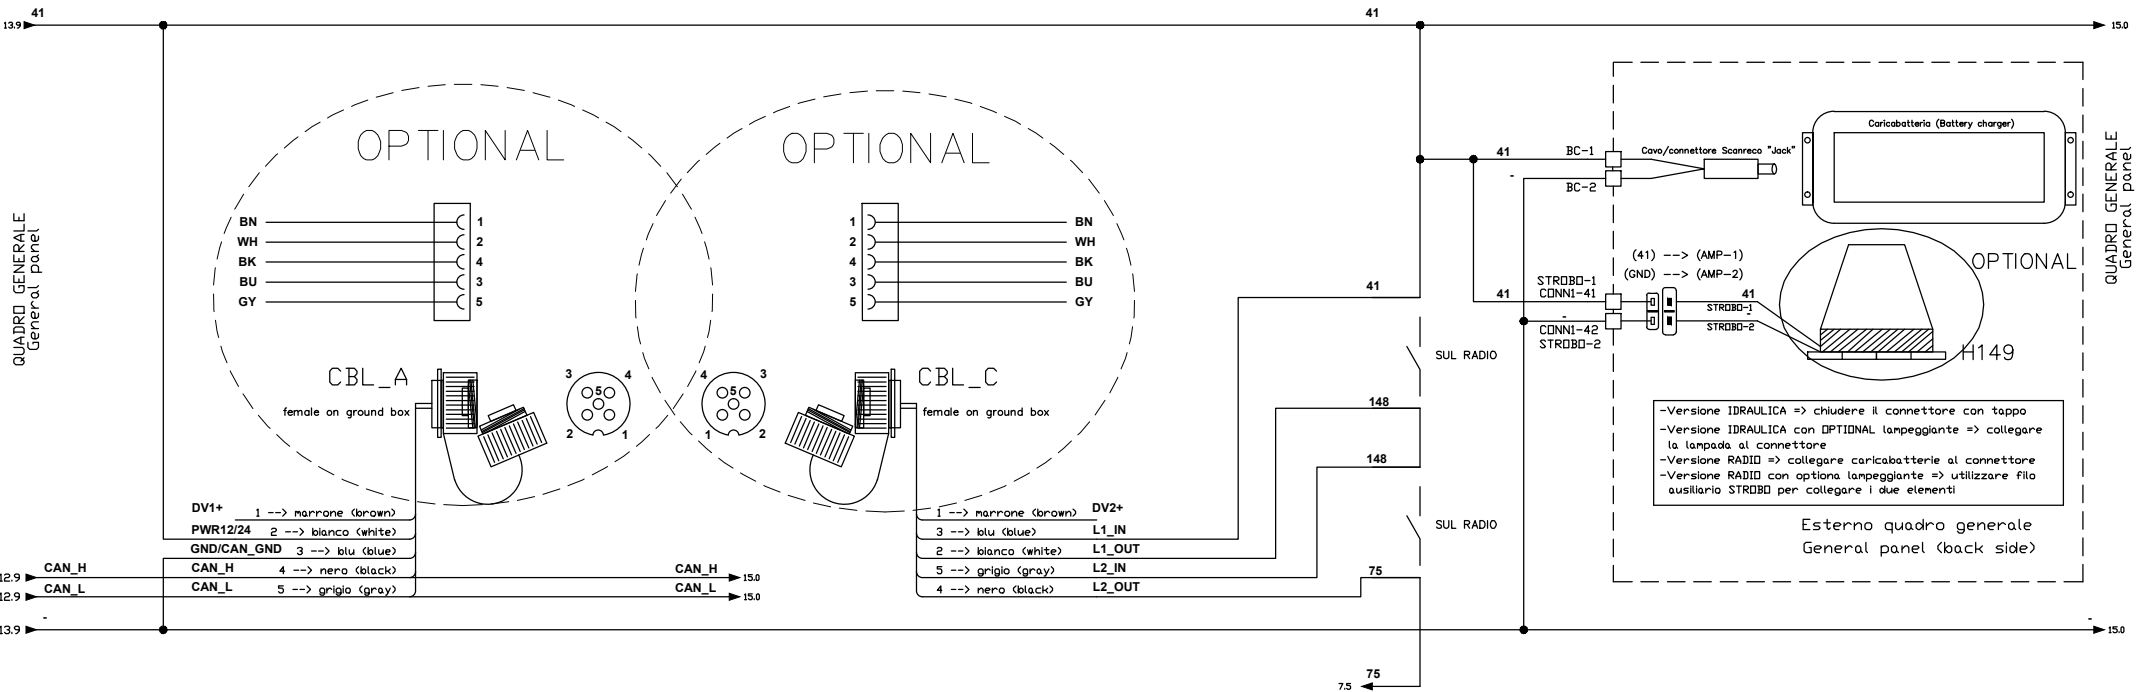 41
13.9
41
15.0
QUADRO GENERALE
General panel
OPTIONAL
OPTIONAL
BN 1
WH 2
BK 4
BU 3
GY 5
1 BN
2 WH
4 BK
3 BU
5 GY
CBL_A
female on ground box
3 4
5
2 1
4 3
5
1 2
CBL_C
female on ground box
DV1+ 1 --> marrone (brown)
PWR12/24 2 --> bianco (white)
GND/CAN_GND 3 --> blu (blue)
12.9 CAN_H CAN_H 4 --> nero (black) CAN_H 15.0
12.9 CAN_L CAN_L 5 --> grigio (gray) CAN_L 15.0
1 --> marrone (brown) DV2+
3 --> blu (blue) L1_IN
2 --> bianco (white) L1_OUT
5 --> grigio (gray) L2_IN
4 --> nero (black) L2_OUT
-
13.9
41
SUL RADIO
148
148
SUL RADIO
75
75
7.5
41 BC-1
-
BC-2
Cavo/connettore Scanreco "Jack"
Caricabatteria (Battery charger)
(41) --> (AMP-1)
(GND) --> (AMP-2)
STROBO-1
41 CONN1-41
-
CONN1-42
STROBO-2
41
STROBO-1
-
STROBO-2
OPTIONAL
H149
-Versione IDRAULICA => chiudere il connettore con tappo
-Versione IDRAULICA con OPTIONAL lampeggiante => collegare
la lampada al connettore
-Versione RADIO => collegare caricabatterie al connettore
-Versione RADIO con optiona lampeggiante => utilizzare filo
ausiliario STROBO per collegare i due elementi
Esterno quadro generale
General panel (back side)
QUADRO GENERALE
General panel
-
15.0